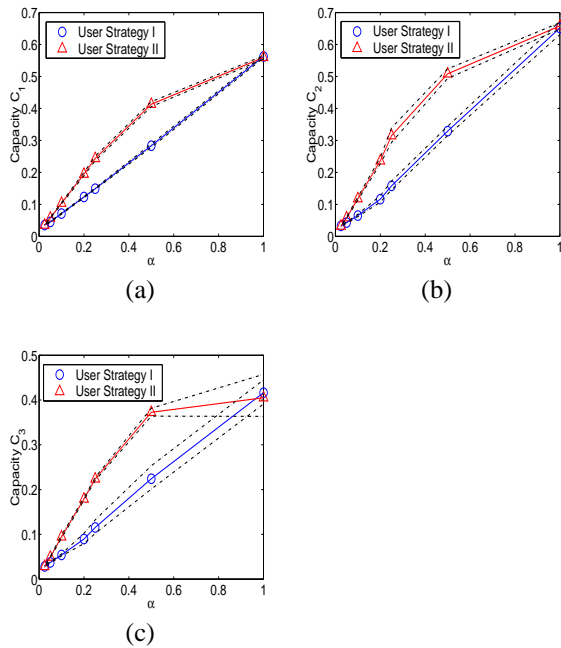 0.7
0.6
0.5
0.4
0.3
0.2
0.1
0
Capacity C1
User Strategy I
User Strategy II
0 0.2 0.4 0.6 0.8 1
α
(a)
0.7
0.6
0.5
0.4
0.3
0.2
0.1
0
Capacity C2
User Strategy I
User Strategy II
0 0.2 0.4 0.6 0.8 1
α
(b)
0.5
0.4
0.3
0.2
0.1
0
Capacity C3
User Strategy I
User Strategy II
0 0.2 0.4 0.6 0.8 1
α
(c)